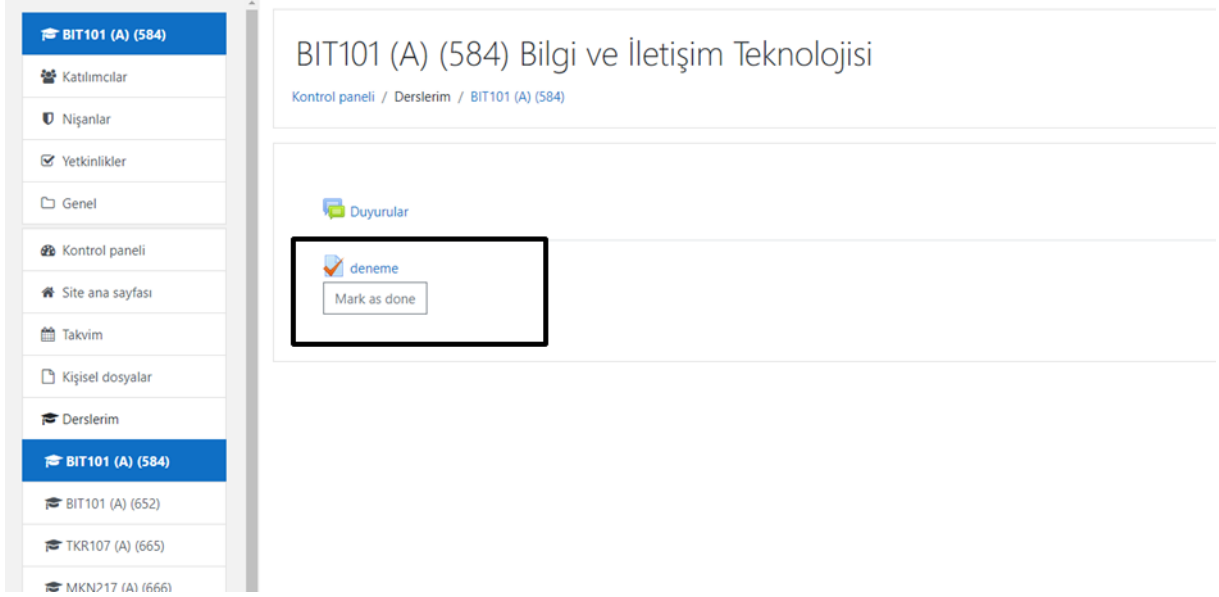 BIT101 (A) (584)
Katılımcılar
Nişanlar
Yetkinlikler
Genel
Kontrol paneli
Site ana sayfası
Takvim
Kişisel dosyalar
Derslerim
BIT101 (A) (584)
BIT101 (A) (652)
TKR107 (A) (665)
MKN217 (A) (666)
BIT101 (A) (584) Bilgi ve İletişim Teknolojisi
Kontrol paneli / Derslerim / BIT101 (A) (584)
Duyurular
deneme
Mark as done